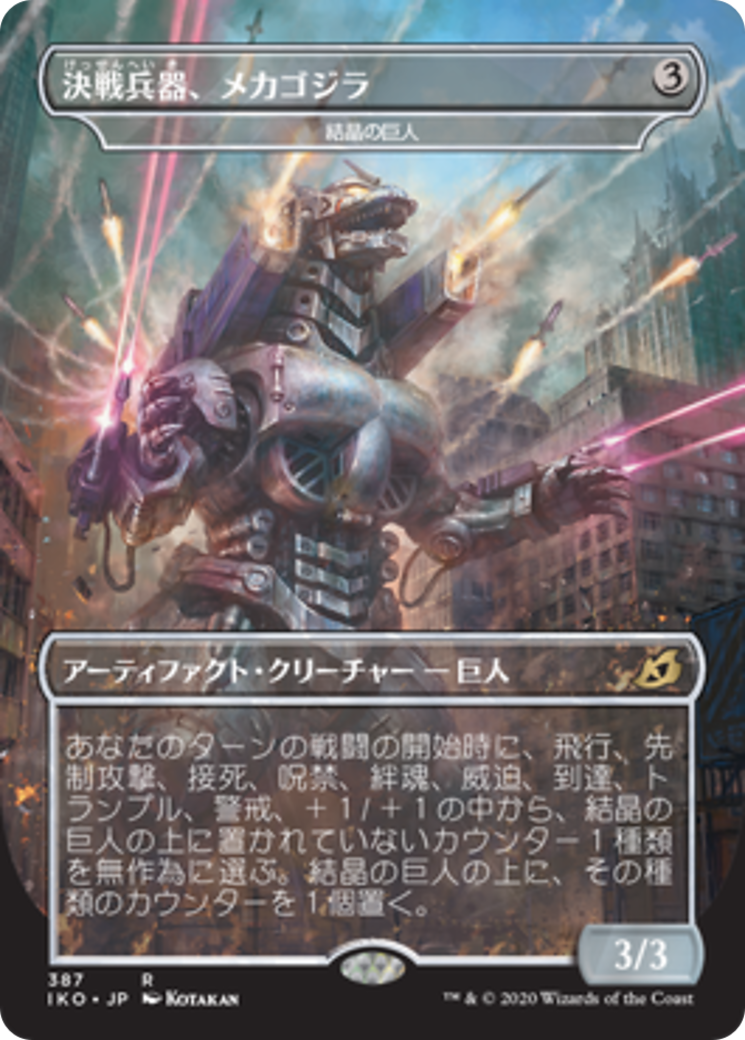 けっせんへいき
決戦兵器、メカゴジラ
3
結晶の巨人
アーティファクト・クリーチャー — 巨人
あなたのターンの戦闘の開始時に、飛行、先
制攻撃、接死、呪禁、絆魂、威迫、到達、ト
ランプル、警戒、＋1/＋1の中から、結晶の
巨人の上に置かれていないカウンター1種類
を無作為に選ぶ。結晶の巨人の上に、その種
類のカウンターを1個置く。
3/3
387 R
IKO • JP KOTAKAN
™ & © 2020 Wizards of the Coast